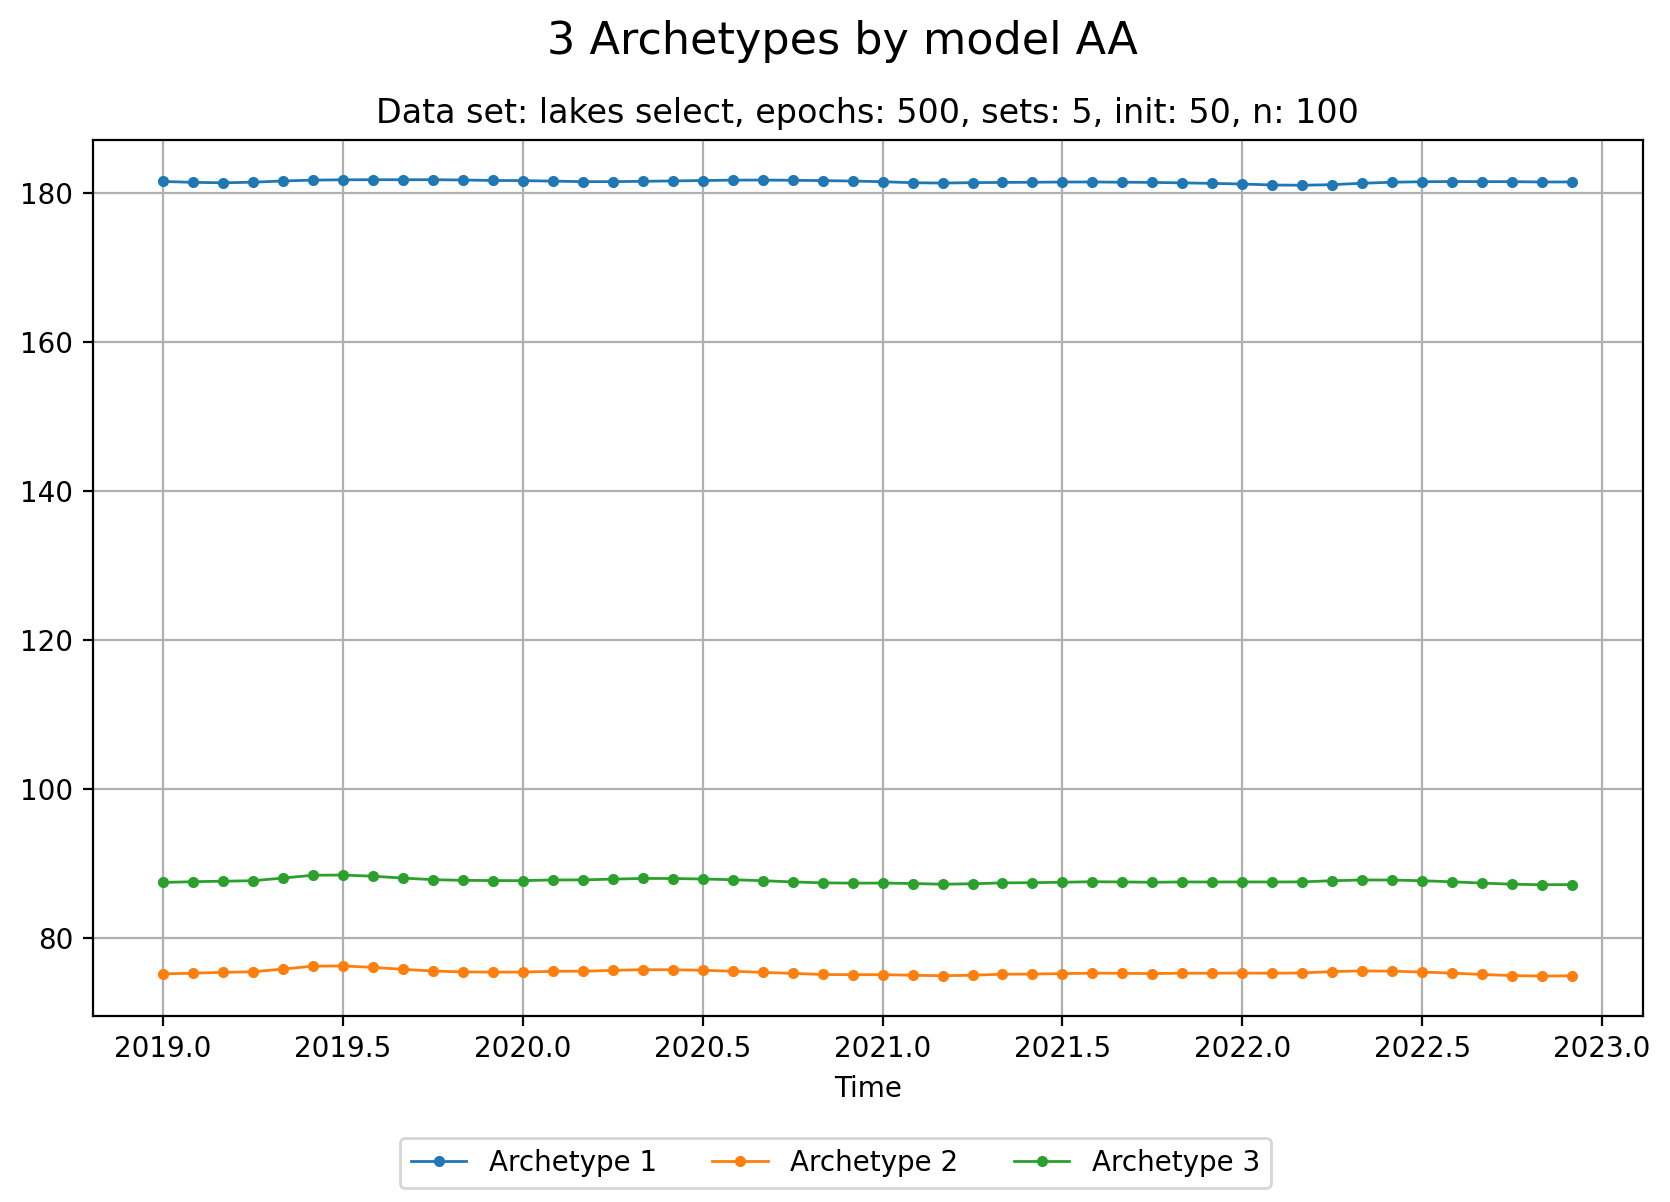 3 Archetypes by model AA
Data set: lakes select, epochs: 500, sets: 5, init: 50, n: 100
180
160
140
120
100
80
2019.0 2019.5 2020.0 2020.5 2021.0 2021.5 2022.0 2022.5 2023.0
Time
Archetype 1 Archetype 2 Archetype 3